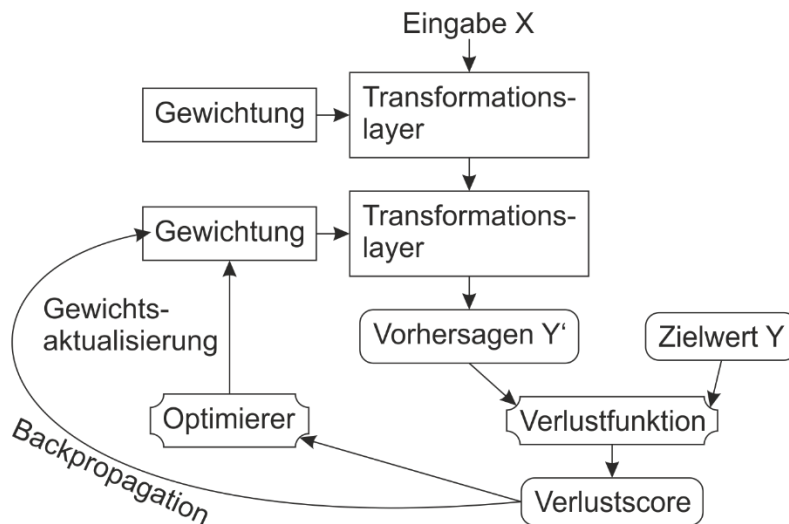 Eingabe X
Gewichtung
Transformations-
layer
Gewichtung
Transformations-
layer
Gewichts-
aktualisierung
Vorhersagen Y‘
Zielwert Y
Optimierer
Verlustfunktion
Backpropagation
Verlustscore